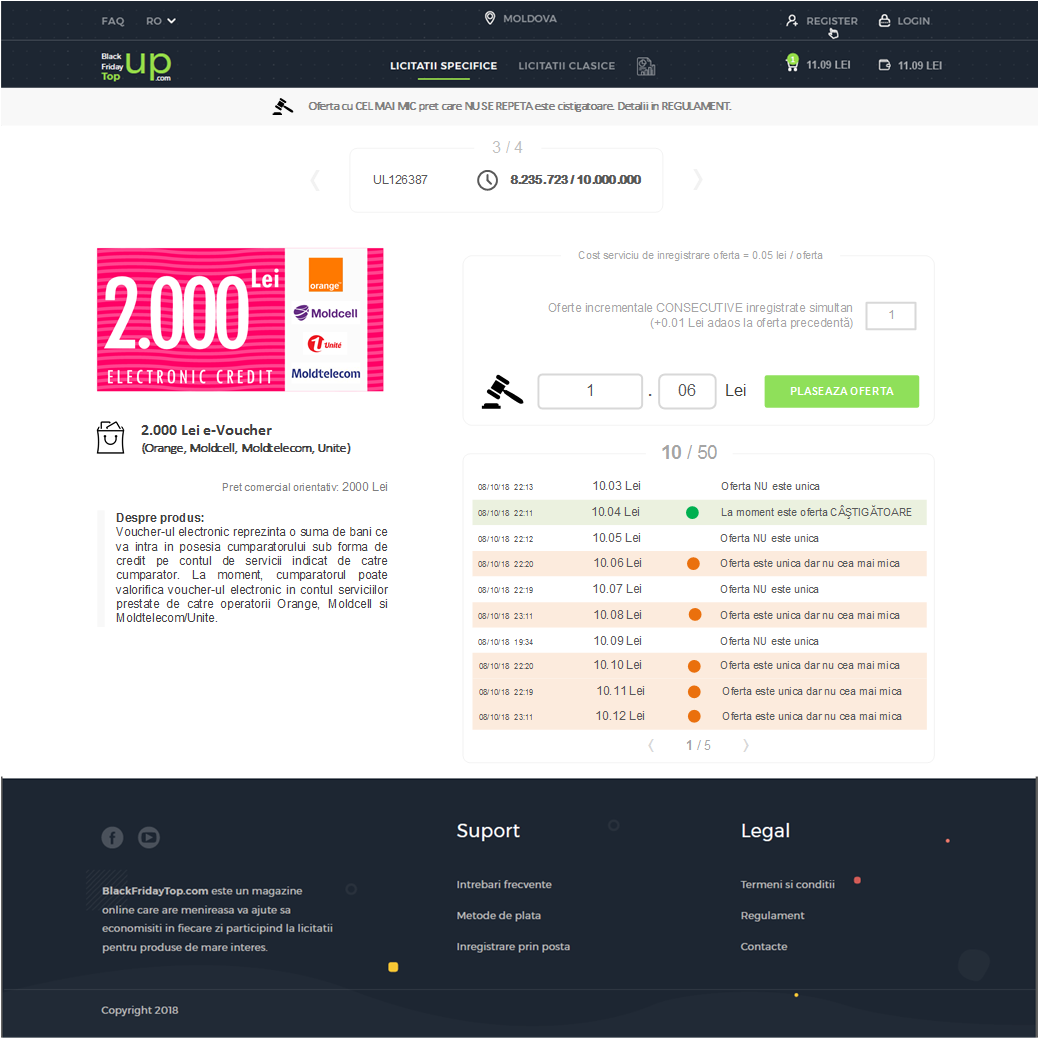 FAQ RO MOLDOVA REGISTER LOGIN
Black
Friday
Top up .com
LICITATII SPECIFICE LICITATII CLASICE 1 11.09 LEI 11.09 LEI
Oferta cu CEL MAI MIC pret care NU SE REPETA este cistigatoare. Detalii in REGULAMENT.
3 / 4
UL126387 8.235.723 / 10.000.000
2.000 Lei
ELECTRONIC CREDIT
orange™
Moldcell
1 Unité
Moldtelecom
2.000 Lei e-Voucher
(Orange, Moldcell, Moldtelecom, Unite)
Pret comercial orientativ: 2000 Lei
Despre produs:
Voucher-ul electronic reprezinta o suma de bani ce
va intra in posesia cumparatorului sub forma de
credit pe contul de servicii indicat de catre
cumparator. La moment, cumparatorul poate
valorifica voucher-ul electronic in contul serviciilor
prestate de catre operatorii Orange, Moldcell si
Moldtelecom/Unite.
Cost serviciu de inregistrare oferta = 0.05 lei / oferta
Oferte incrementale CONSECUTIVE inregistrate simultan
(+0.01 Lei adaos la oferta precedentă) 1
1 . 06 Lei PLASEAZA OFERTA
10 / 50
08/10/18 22:13 10.03 Lei Oferta NU este unica
08/10/18 22:11 10.04 Lei La moment este oferta CÂȘTIGĂTOARE
08/10/18 22:12 10.05 Lei Oferta NU este unica
08/10/18 22:20 10.06 Lei Oferta este unica dar nu cea mai mica
08/10/18 22:19 10.07 Lei Oferta NU este unica
08/10/18 23:11 10.08 Lei Oferta este unica dar nu cea mai mica
08/10/18 19:34 10.09 Lei Oferta NU este unica
08/10/18 22:20 10.10 Lei Oferta este unica dar nu cea mai mica
08/10/18 22:19 10.11 Lei Oferta este unica dar nu cea mai mica
08/10/18 23:11 10.12 Lei Oferta este unica dar nu cea mai mica
1 / 5
BlackFridayTop.com este un magazine
online care are menireasa va ajute sa
economisiti in fiecare zi participind la licitatii
pentru produse de mare interes.
Suport
Intrebari frecvente
Metode de plata
Inregistrare prin posta
Legal
Termeni si conditii
Regulament
Contacte
Copyright 2018